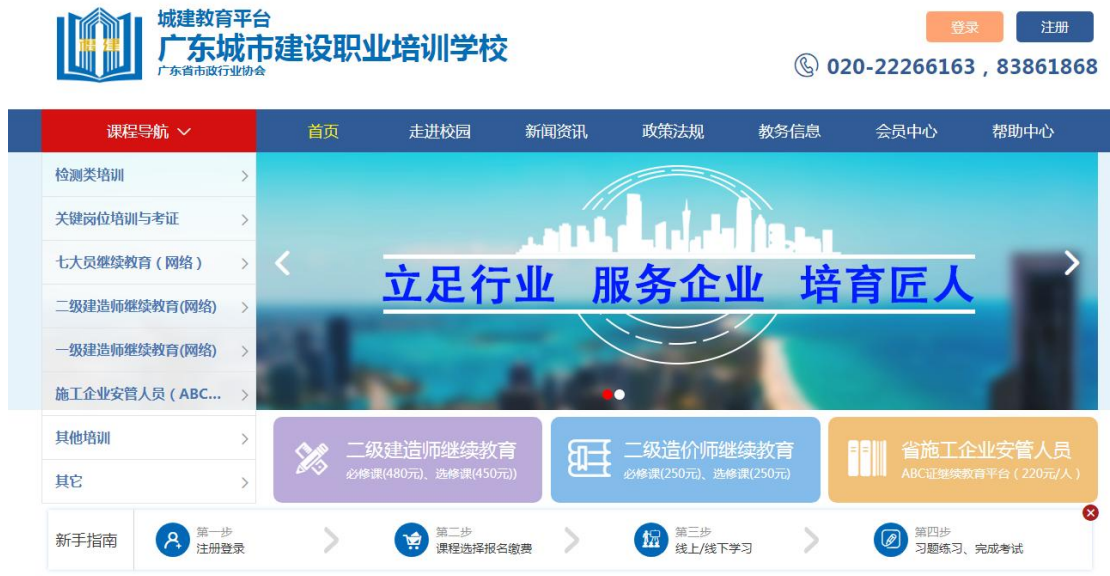 城建教育平台
广东城市建设职业培训学校
广东省市政行业协会
登录
注册
020-22266163，83861868
课程导航
首页
走进校园
新闻资讯
政策法规
教务信息
会员中心
帮助中心
检测类培训
关键岗位培训与考证
七大员继续教育（网络）
二级建造师继续教育(网络)
一级建造师继续教育(网络)
施工企业安管人员（ABC...
其他培训
其它
立足行业 服务企业 培育匠人
二级建造师继续教育
必修课(480元)、选修课(450元))
二级造价师继续教育
必修课(250元)、选修课(250元)
省施工企业安管人员
ABC证继续教育平台（220元/人）
新手指南
第一步
注册登录
第二步
课程选择报名缴费
第三步
线上/线下学习
第四步
习题练习、完成考试